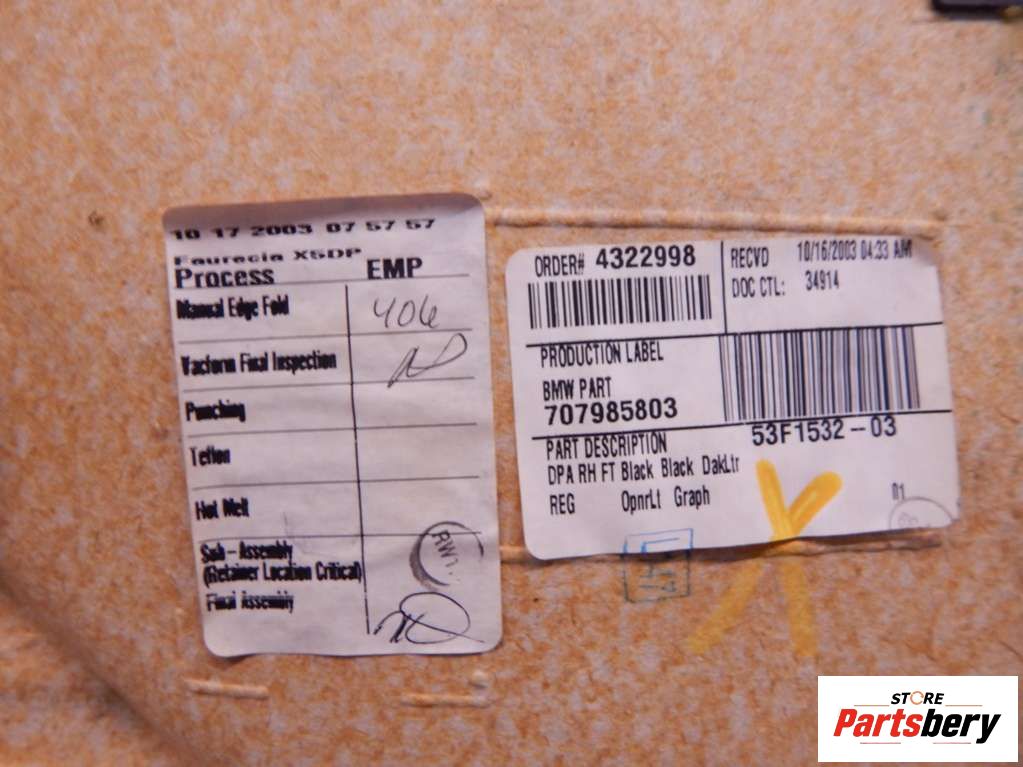 10 17 2003 07 57 57
Faurecia X5DP
Process EMP
Manual Edge Fold 406
Vacform Final Inspection
Punching
Teflon
Hot Melt
Sub - Assembly
(Retainer Location Critical)
Final Assembly
ORDER# 4322998
RECVD 10/16/2003 04:33 AM
DOC CTL: 34914
PRODUCTION LABEL
BMW PART
707985803
53F1532-03
PART DESCRIPTION
DPA RH FT Black Black DakLtr
REG OpnrLt Graph
01
X
STORE
Partsbery